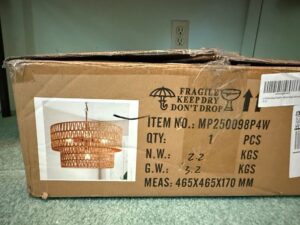 FRAGILE
KEEP DRY
DON'T DROP
ITEM NO.: MP250098P4W
QTY: 1 PCS
N.W.: 2.2 KGS
G.W.: 3.2 KGS
MEAS: 465X465X170 MM